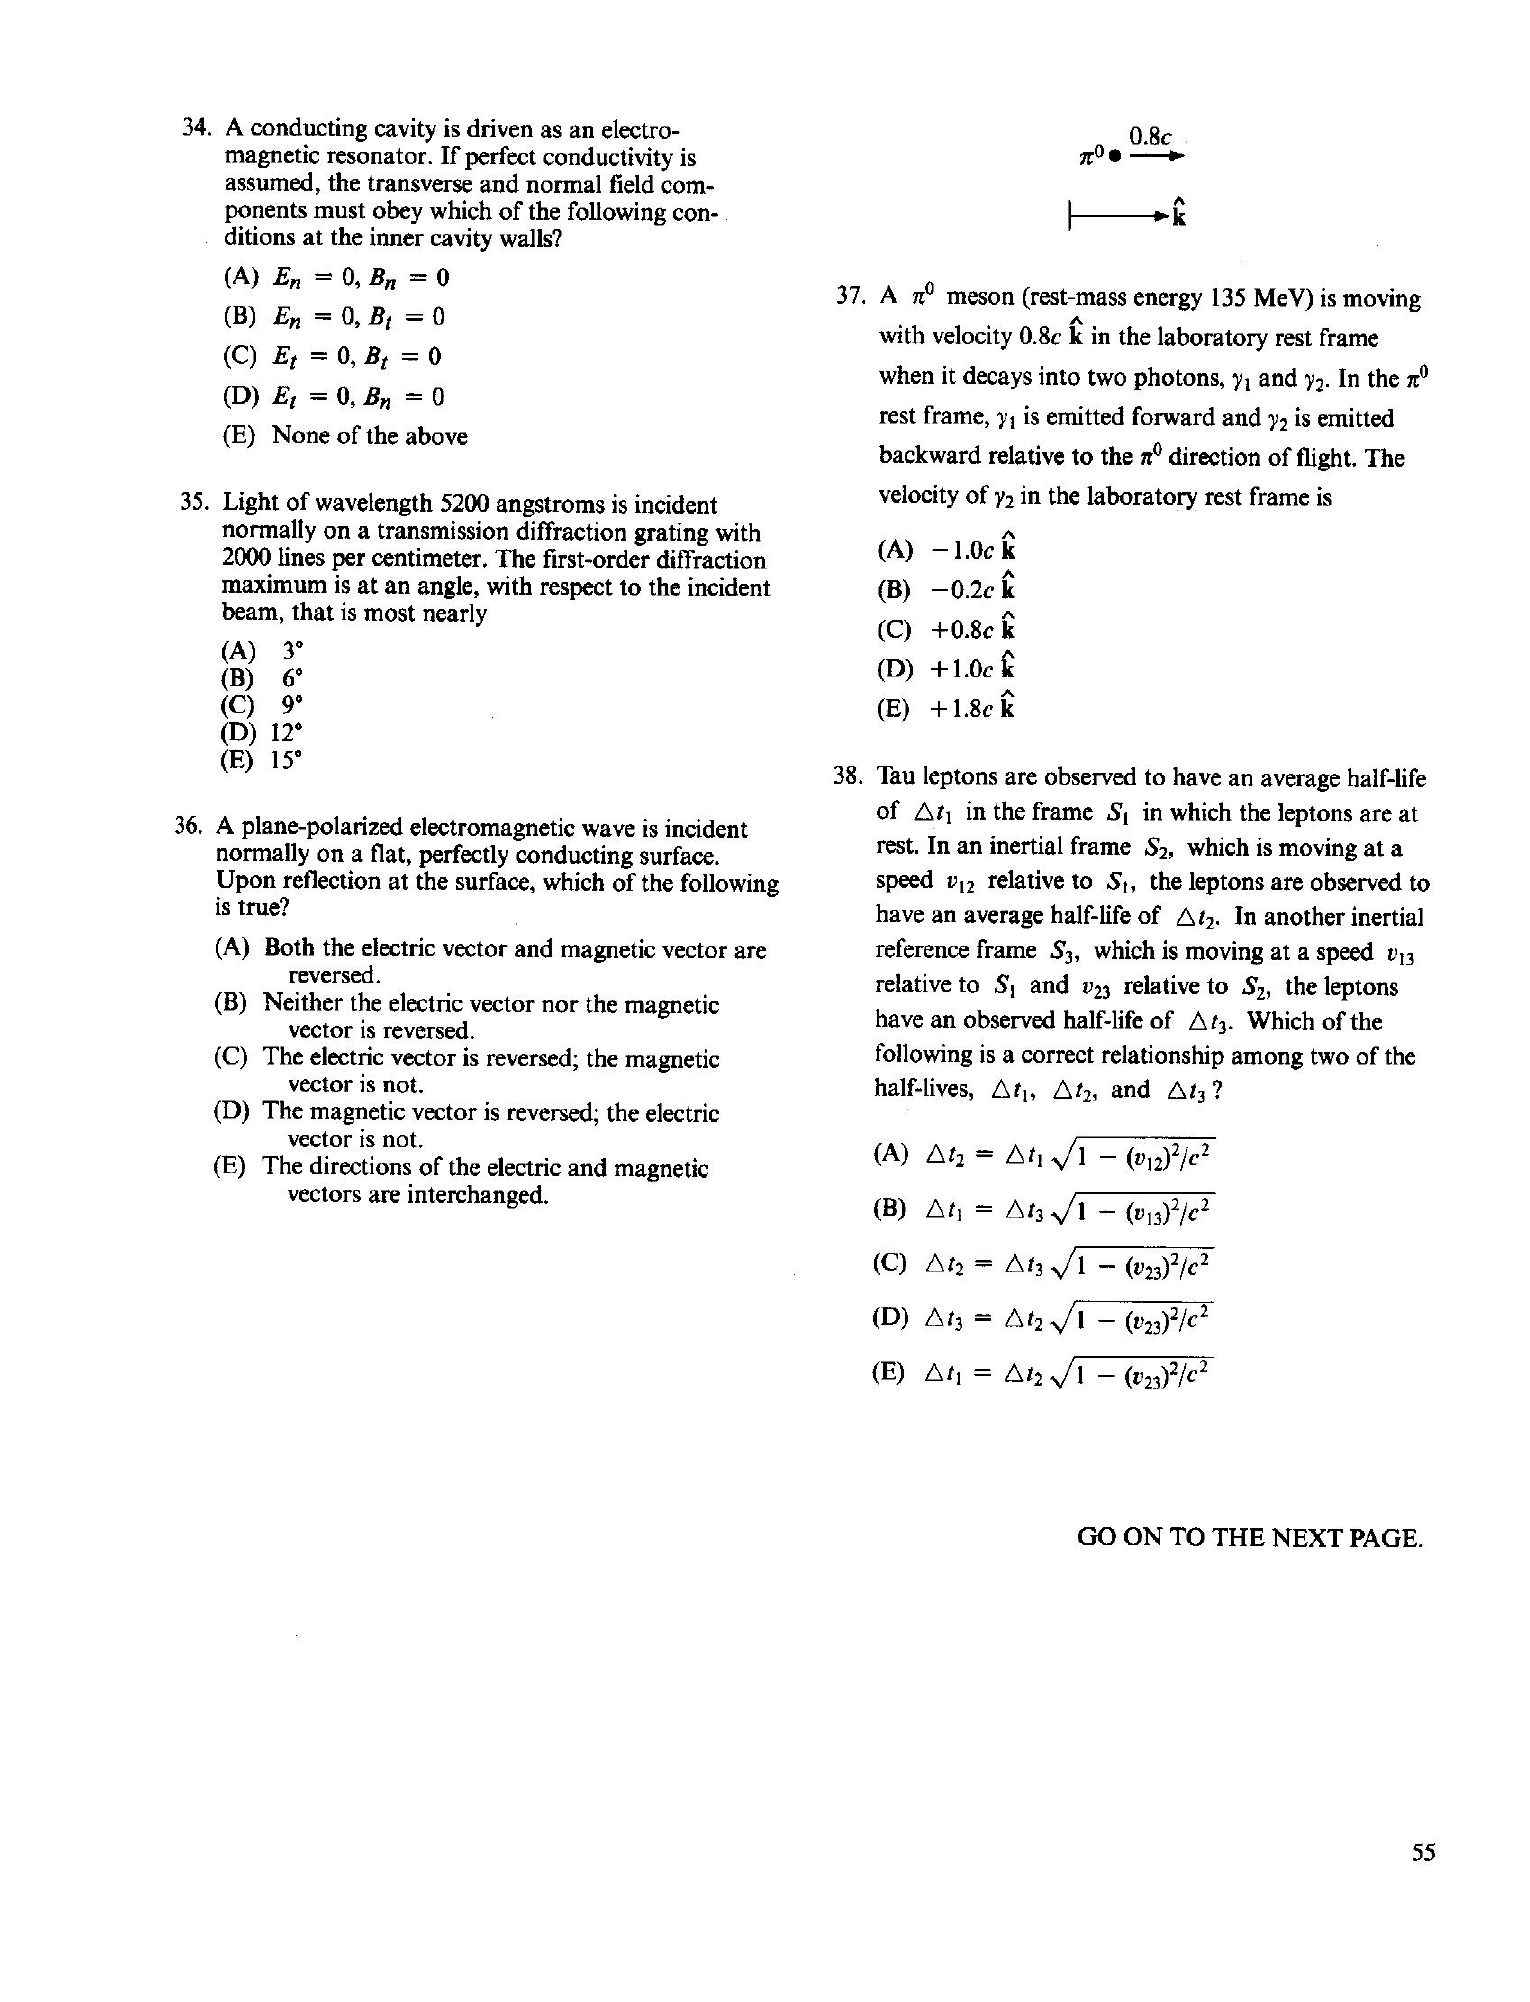 34. A conducting cavity is driven as an electro-
magnetic resonator. If perfect conductivity is
assumed, the transverse and normal field com-
ponents must obey which of the following con-
ditions at the inner cavity walls?
(A) Eₙ = 0, Bₙ = 0
(B) Eₙ = 0, Bₜ = 0
(C) Eₜ = 0, Bₜ = 0
(D) Eₜ = 0, Bₙ = 0
(E) None of the above
35. Light of wavelength 5200 angstroms is incident
normally on a transmission diffraction grating with
2000 lines per centimeter. The first-order diffraction
maximum is at an angle, with respect to the incident
beam, that is most nearly
(A) 3°
(B) 6°
(C) 9°
(D) 12°
(E) 15°
36. A plane-polarized electromagnetic wave is incident
normally on a flat, perfectly conducting surface.
Upon reflection at the surface, which of the following
is true?
(A) Both the electric vector and magnetic vector are
reversed.
(B) Neither the electric vector nor the magnetic
vector is reversed.
(C) The electric vector is reversed; the magnetic
vector is not.
(D) The magnetic vector is reversed; the electric
vector is not.
(E) The directions of the electric and magnetic
vectors are interchanged.
0.8c
π⁰
k̂
37. A π⁰ meson (rest-mass energy 135 MeV) is moving
with velocity 0.8c k̂ in the laboratory rest frame
when it decays into two photons, γ₁ and γ₂. In the π⁰
rest frame, γ₁ is emitted forward and γ₂ is emitted
backward relative to the π⁰ direction of flight. The
velocity of γ₂ in the laboratory rest frame is
(A) −1.0c k̂
(B) −0.2c k̂
(C) +0.8c k̂
(D) +1.0c k̂
(E) +1.8c k̂
38. Tau leptons are observed to have an average half-life
of Δt₁ in the frame S₁ in which the leptons are at
rest. In an inertial frame S₂, which is moving at a
speed v₁₂ relative to S₁, the leptons are observed to
have an average half-life of Δt₂. In another inertial
reference frame S₃, which is moving at a speed v₁₃
relative to S₁ and v₂₃ relative to S₂, the leptons
have an observed half-life of Δt₃. Which of the
following is a correct relationship among two of the
half-lives, Δt₁, Δt₂, and Δt₃?
(A) Δt₂ = Δt₁ √(1 − (v₁₂)²/c²)
(B) Δt₁ = Δt₃ √(1 − (v₁₃)²/c²)
(C) Δt₂ = Δt₃ √(1 − (v₂₃)²/c²)
(D) Δt₃ = Δt₂ √(1 − (v₂₃)²/c²)
(E) Δt₁ = Δt₂ √(1 − (v₂₃)²/c²)
GO ON TO THE NEXT PAGE.
55